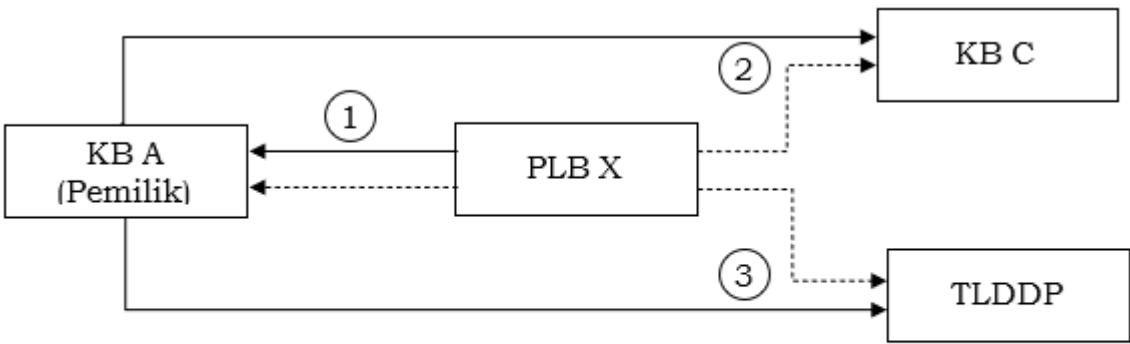 KB C
2
1
KB A
(Pemilik)
PLB X
3
TLDDP